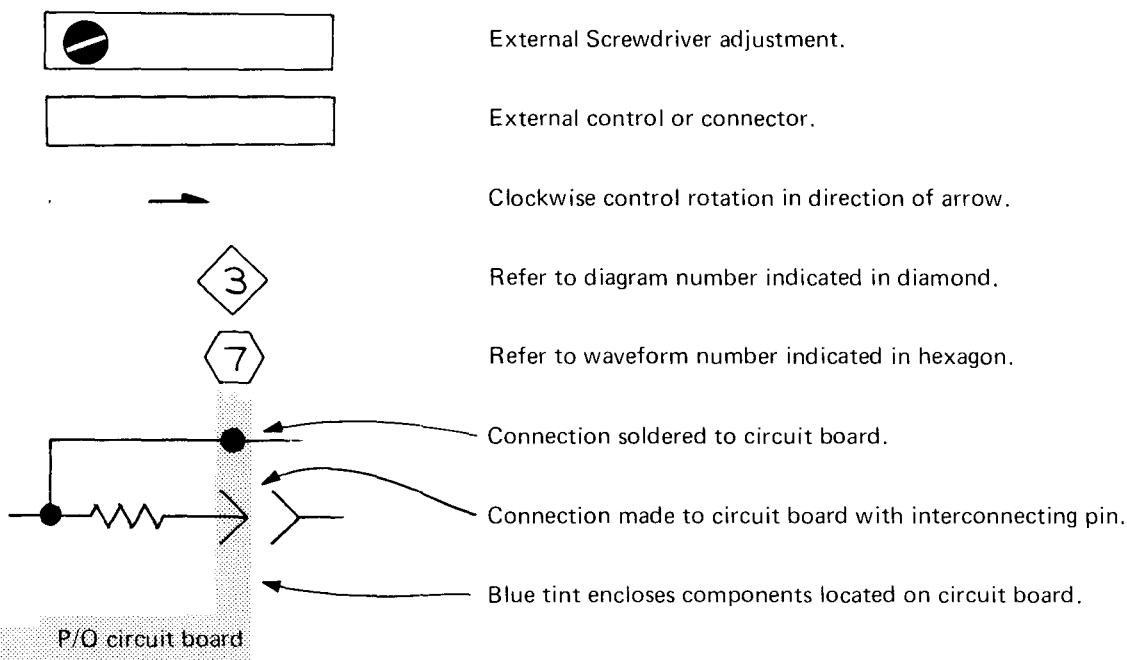 External Screwdriver adjustment.
External control or connector.
Clockwise control rotation in direction of arrow.
3
Refer to diagram number indicated in diamond.
7
Refer to waveform number indicated in hexagon.
Connection soldered to circuit board.
Connection made to circuit board with interconnecting pin.
Blue tint encloses components located on circuit board.
P/O circuit board